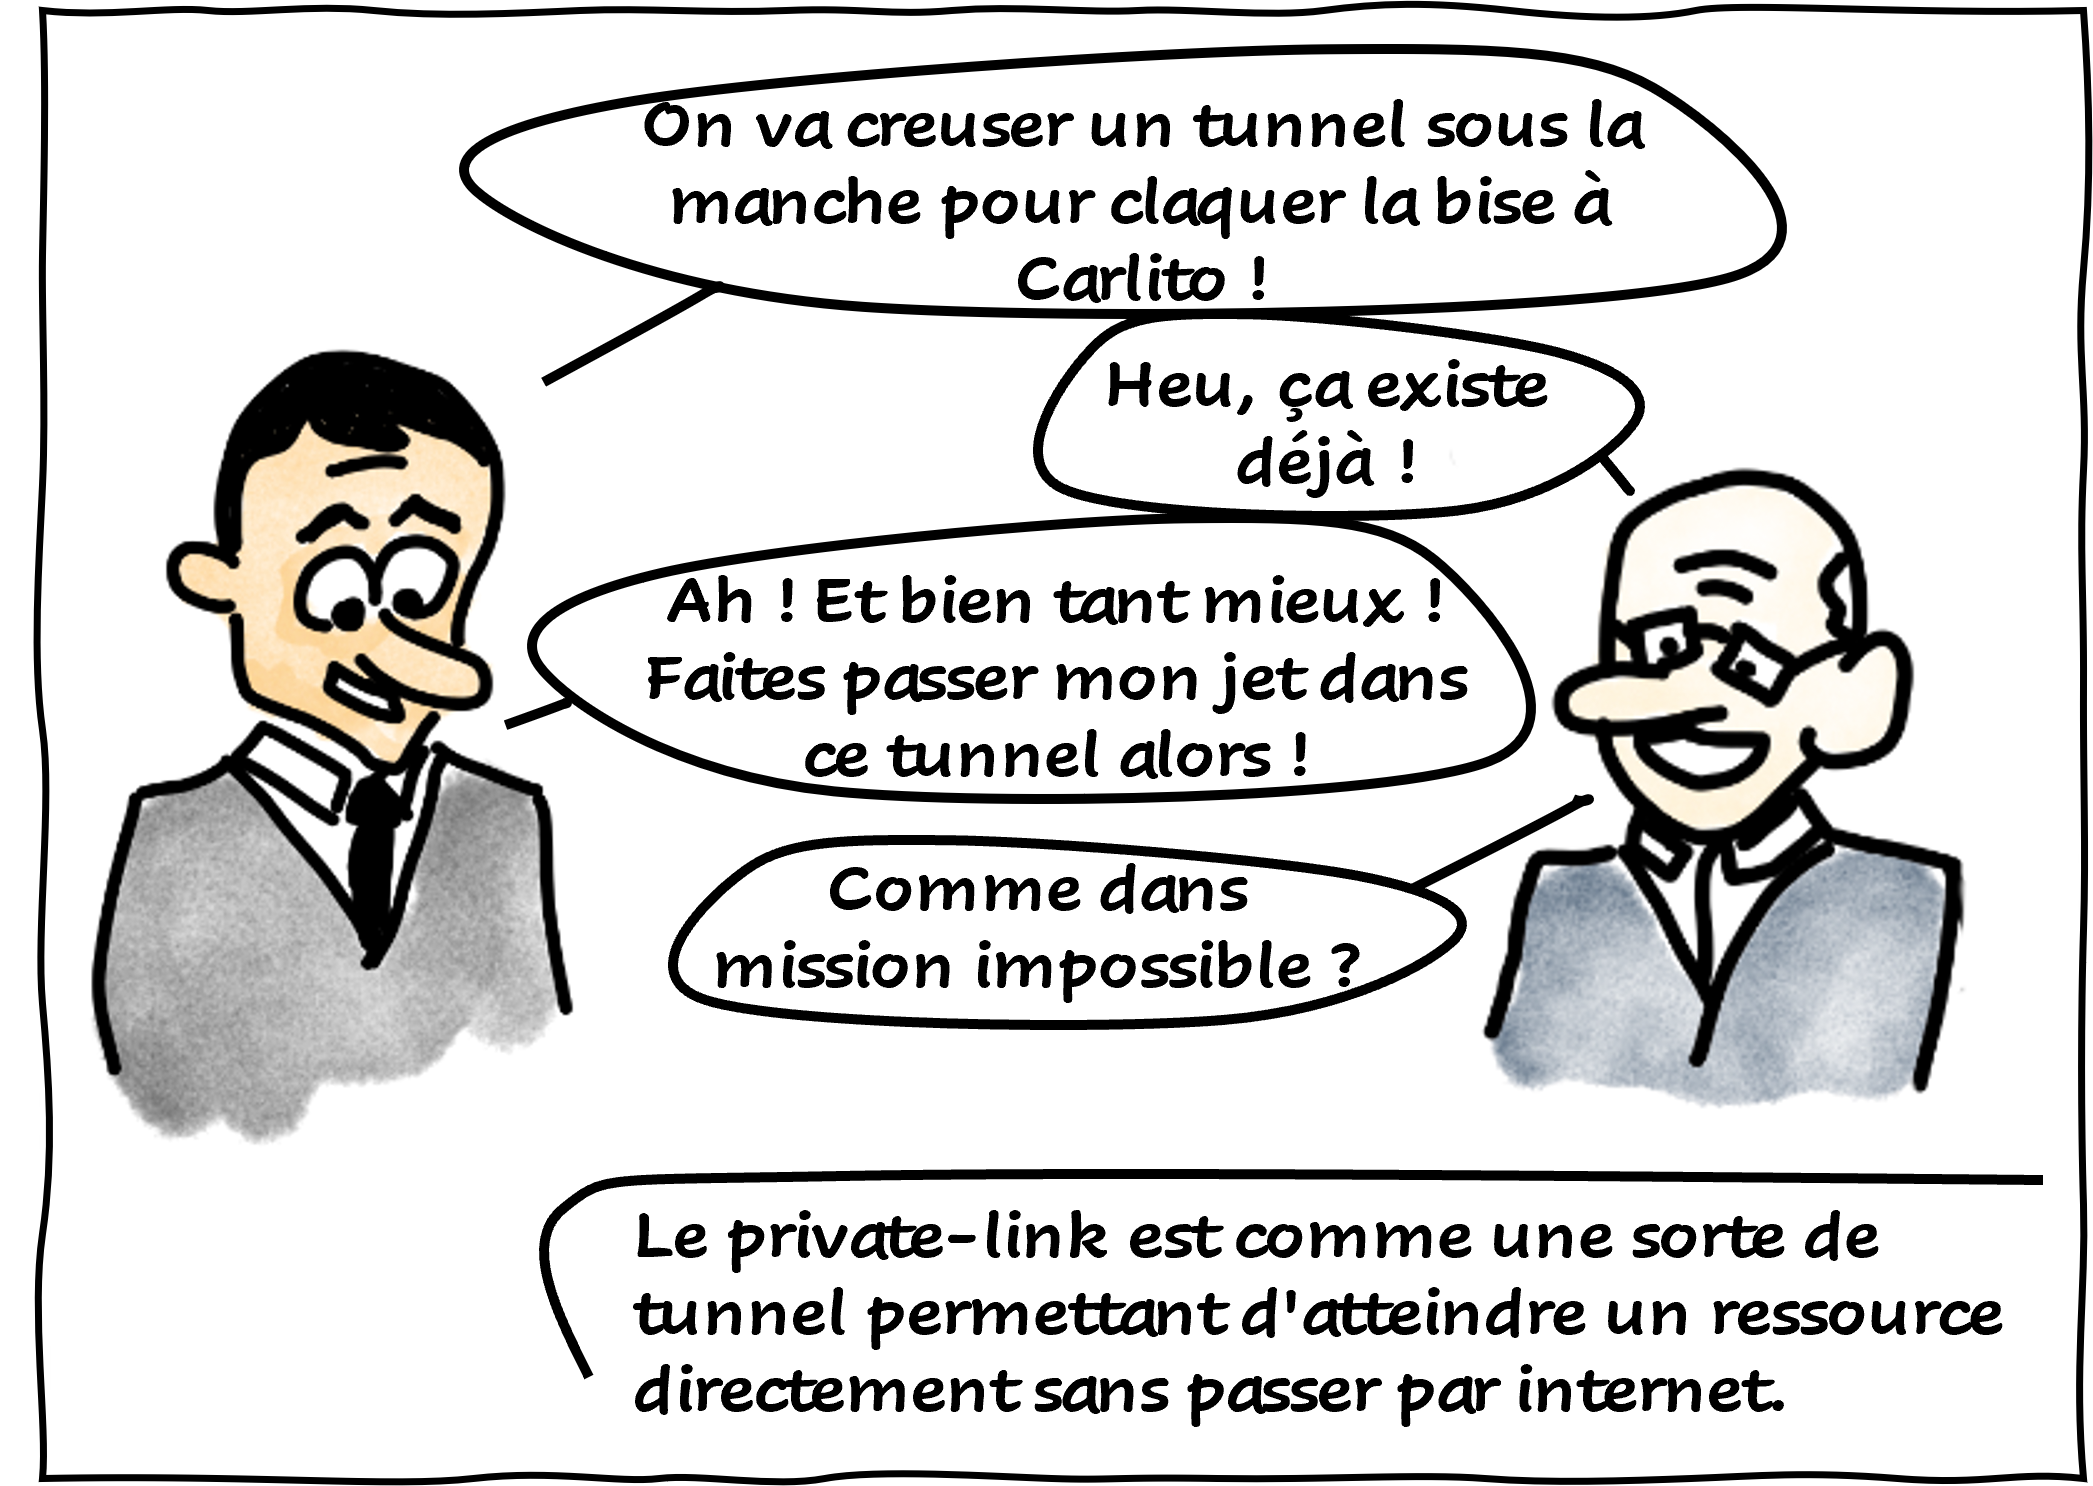 On va creuser un tunnel sous la
manche pour claquer la bise à
Carlito !
Heu, ça existe
déjà !
Ah ! Et bien tant mieux !
Faites passer mon jet dans
ce tunnel alors !
Comme dans
mission impossible ?
Le private-link est comme une sorte de
tunnel permettant d'atteindre un ressource
directement sans passer par internet.